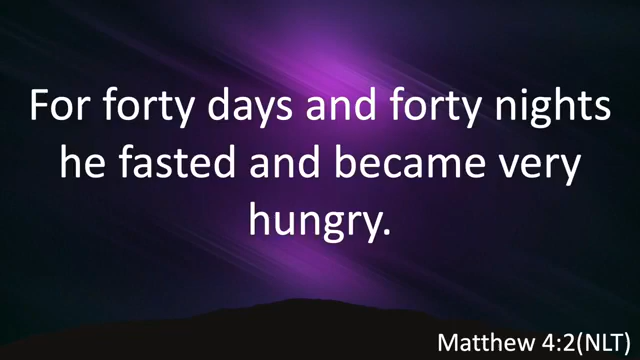 For forty days and forty nights
he fasted and became very
hungry.
Matthew 4:2(NLT)